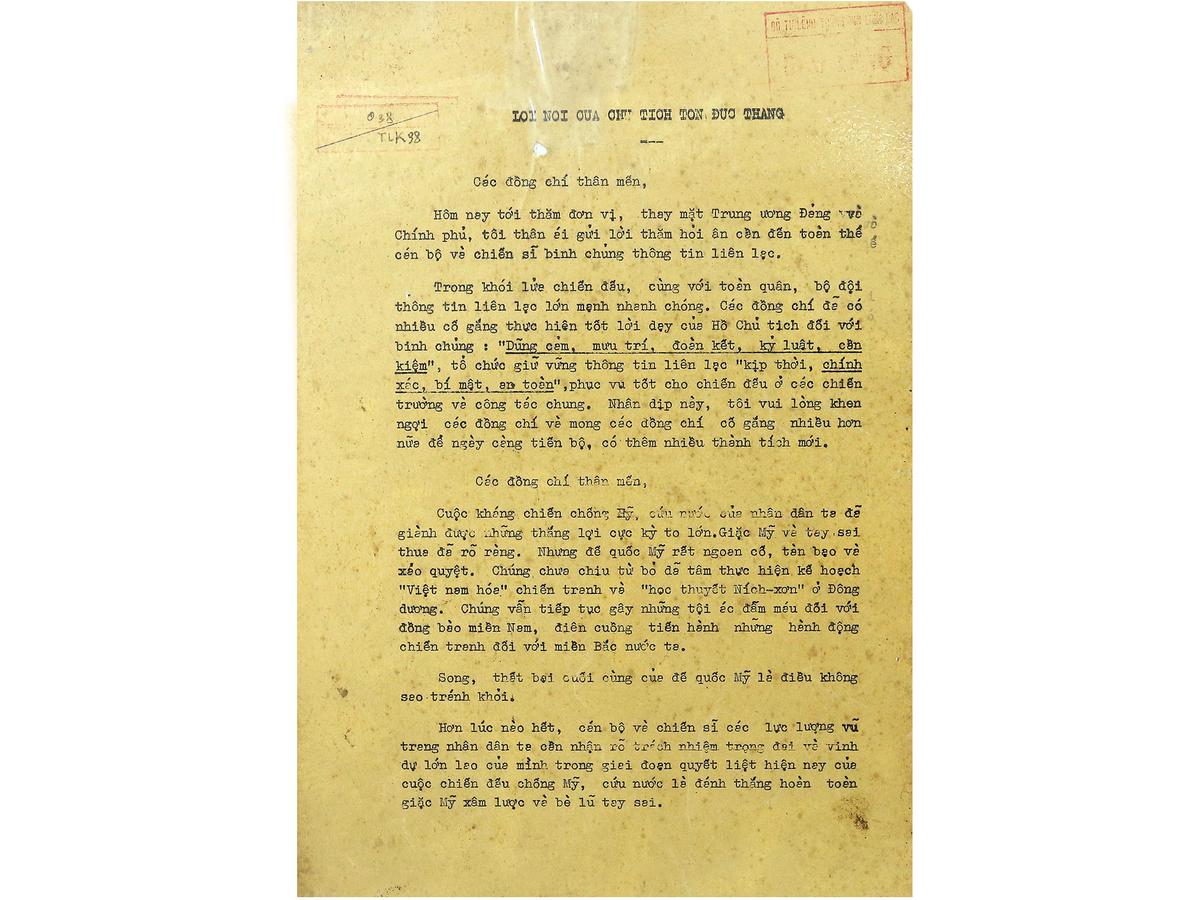 BỘ TƯ LỆNH THÔNG TIN LIÊN LẠC
038
TLK98
LOI NOI CUA CHU TICH TON ĐUC THANG
Các đồng chí thân mến,
Hôm nay tới thăm đơn vị, thay mặt Trung ương Đảng và
Chính phủ, tôi thân ái gửi lời thăm hỏi ân cần đến toàn thể
cán bộ và chiến sĩ binh chủng thông tin liên lạc.
Trong khói lửa chiến đấu, cùng với toàn quân, bộ đội
thông tin liên lạc lớn mạnh nhanh chóng. Các đồng chí đã có
nhiều cố gắng thực hiện tốt lời dạy của Hồ Chủ tịch đối với
binh chủng : "Dũng cảm, mưu trí, đoàn kết, kỷ luật, cần
kiệm", tổ chức giữ vững thông tin liên lạc "kịp thời, chính
xác, bí mật, an toàn",phục vụ tốt cho chiến đấu ở các chiến
trường và công tác chung. Nhân dịp này, tôi vui lòng khen
ngợi các đồng chí và mong các đồng chí cố gắng nhiều hơn
nữa để ngày càng tiến bộ, có thêm nhiều thành tích mới.
Các đồng chí thân mến,
Cuộc kháng chiến chống Mỹ, cứu nước của nhân dân ta đã
giành được những thắng lợi cực kỳ to lớn.Giặc Mỹ và tay sai
thua đã rõ ràng. Nhưng đế quốc Mỹ rất ngoan cố, tàn bạo và
xảo quyệt. Chúng chưa chịu từ bỏ dã tâm thực hiện kế hoạch
"Việt nam hóa" chiến tranh và "học thuyết Ních-xơn" ở Đông
dương. Chúng vẫn tiếp tục gây những tội ác đẫm máu đối với
đồng bào miền Nam, điên cuồng tiến hành những hành động
chiến tranh đối với miền Bắc nước ta.
Song, thất bại cuối cùng của đế quốc Mỹ là điều không
sao tránh khỏi.
Hơn lúc nào hết, cán bộ và chiến sĩ các lực lượng vũ
trang nhân dân ta cần nhận rõ trách nhiệm trọng đại và vinh
dự lớn lao của mình trong giai đoạn quyết liệt hiện nay của
cuộc chiến đấu chống Mỹ, cứu nước là đánh thắng hoàn toàn
giặc Mỹ xâm lược và bè lũ tay sai.